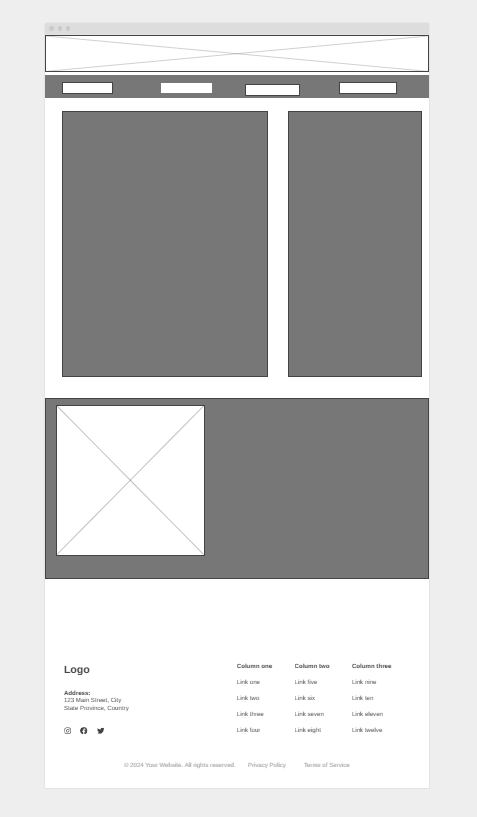 Logo
Address:
123 Main Street, City
State Province, Country
Column one
Link one
Link two
Link three
Link four
Column two
Link five
Link six
Link seven
Link eight
Column three
Link nine
Link ten
Link eleven
Link twelve
© 2024 Your Website. All rights reserved. Privacy Policy Terms of Service